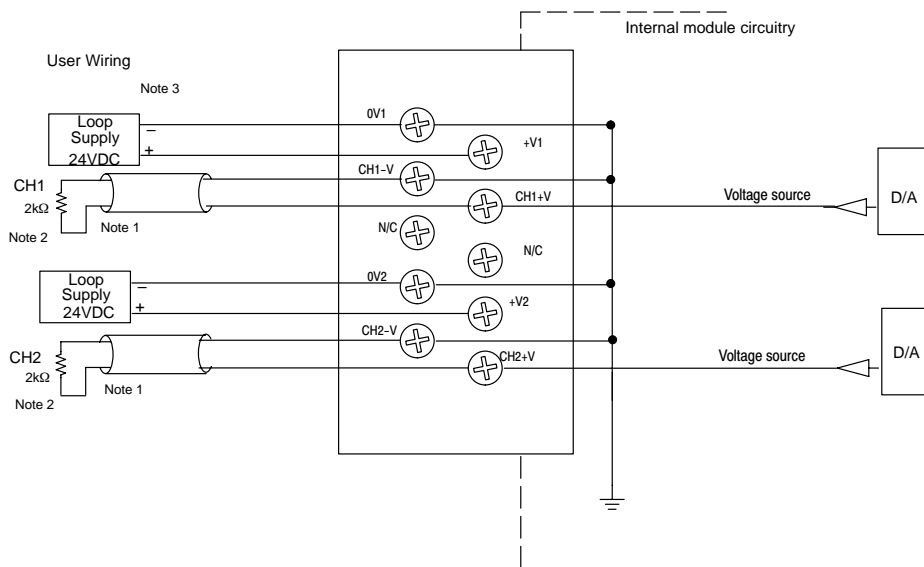 Internal module circuitry
User Wiring
Note 3
Loop
Supply
24VDC
–
+
0V1
+V1
CH1
2kΩ
Note 2
Note 1
CH1–V
CH1+V
Voltage source
D/A
N/C
N/C
Loop
Supply
24VDC
–
+
0V2
+V2
CH2
2kΩ
Note 2
Note 1
CH2–V
CH2+V
Voltage source
D/A